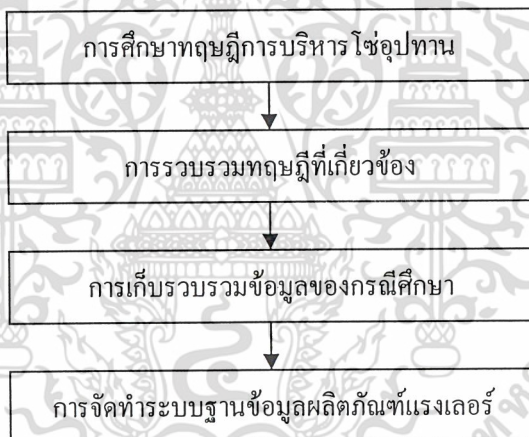 การศึกษาทฤษฎีการบริหารโซ่อุปทาน
การรวบรวมทฤษฎีที่เกี่ยวข้อง
การเก็บรวบรวมข้อมูลของกรณีศึกษา
การจัดทำระบบฐานข้อมูลผลิตภัณฑ์แรงเลอร์